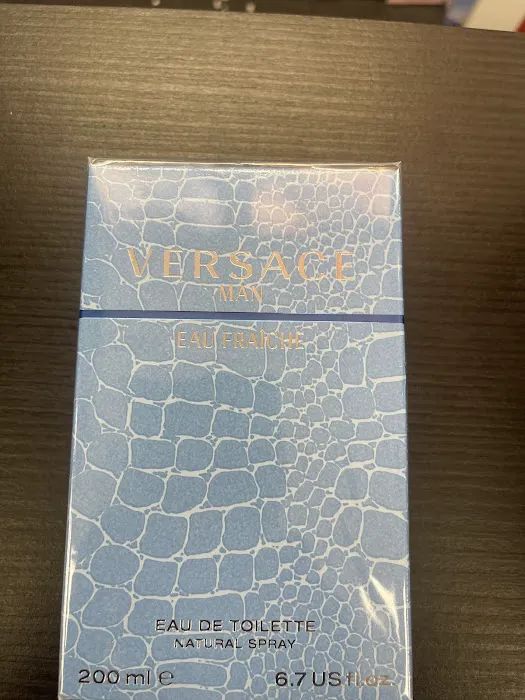 VERSACE
MAN
EAU FRAÎCHE
EAU DE TOILETTE
NATURAL SPRAY
200 ml ℮ 6.7 US fl.oz.